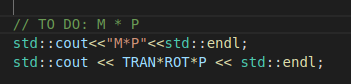 // TO DO: M * P
std::cout<<"M*P"<<std::endl;
std::cout << TRAN*ROT*P << std::endl;